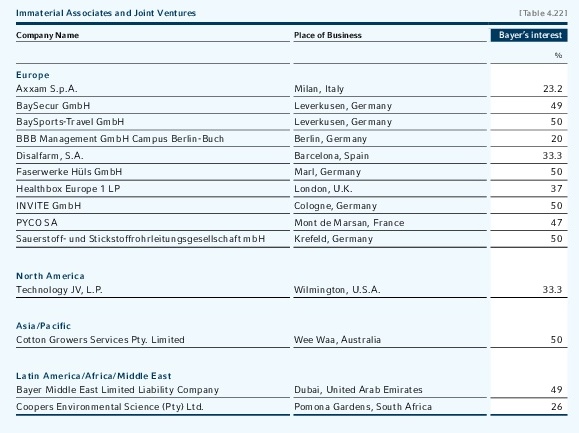 Immaterial Associates and Joint Ventures [Table 4.22]
Company Name Place of Business Bayer's interest
%
Europe
Axxam S.p.A. Milan, Italy 23.2
BaySecur GmbH Leverkusen, Germany 49
BaySports-Travel GmbH Leverkusen, Germany 50
BBB Management GmbH Campus Berlin-Buch Berlin, Germany 20
Disalfarm, S.A. Barcelona, Spain 33.3
Faserwerke Hüls GmbH Marl, Germany 50
Healthbox Europe 1 LP London, U.K. 37
INVITE GmbH Cologne, Germany 50
PYCO SA Mont de Marsan, France 47
Sauerstoff- und Stickstoffrohrleitungsgesellschaft mbH Krefeld, Germany 50
North America
Technology JV, L.P. Wilmington, U.S.A. 33.3
Asia/Pacific
Cotton Growers Services Pty. Limited Wee Waa, Australia 50
Latin America/Africa/Middle East
Bayer Middle East Limited Liability Company Dubai, United Arab Emirates 49
Coopers Environmental Science (Pty) Ltd. Pomona Gardens, South Africa 26